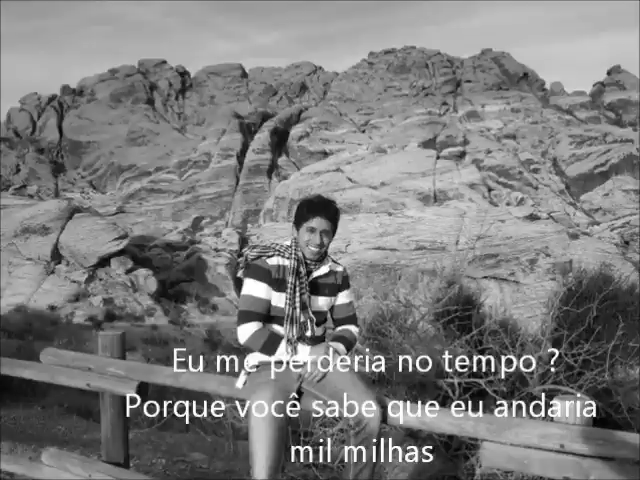 Eu me perderia no tempo ?
Porque você sabe que eu andaria
mil milhas